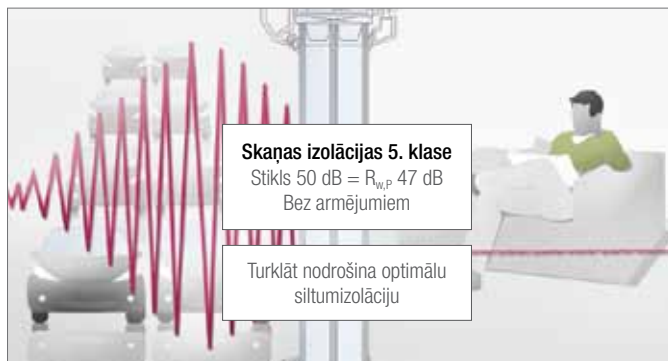 Skaņas izolācijas 5. klase
Stikls 50 dB = Rw,P 47 dB
Bez armējumiem
Turklāt nodrošina optimālu
siltumizolāciju